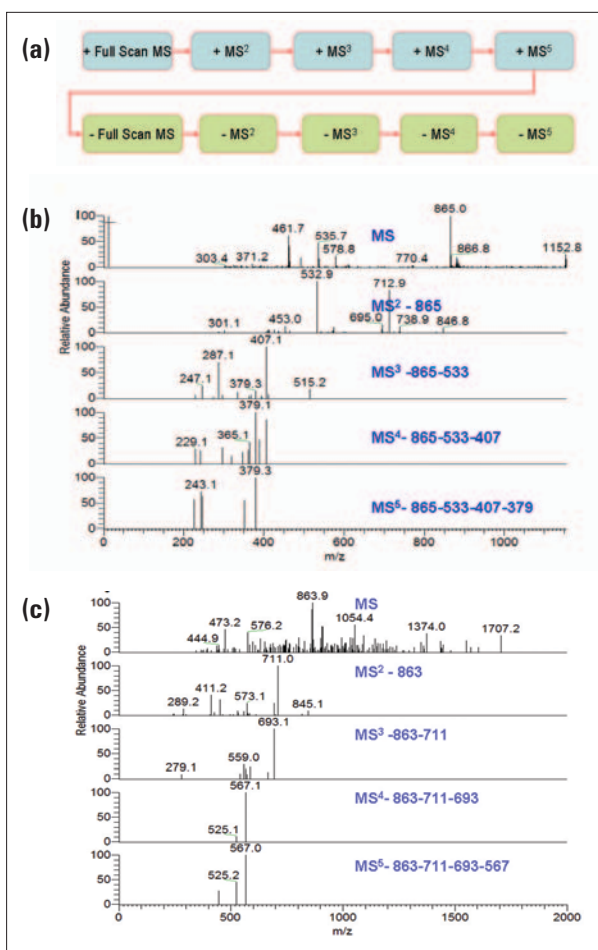 (a)
+ Full Scan MS + MS² + MS³ + MS⁴ + MS⁵
- Full Scan MS - MS² - MS³ - MS⁴ - MS⁵
(b)
Relative Abundance
100
50
0
303.4 371.2 461.7 535.7 578.8 770.4 865.0 866.8 1152.8
MS
100
50
0
301.1 453.0 532.9 695.0 712.9 738.9 846.8
MS² - 865
100
50
0
247.1 287.1 379.3 407.1 515.2
MS³ -865-533
100
50
0
229.1 365.1 379.1
MS⁴- 865-533-407
100
50
0
243.1 379.3
MS⁵- 865-533-407-379
0 200 400 600 800 1000
m/z
(c)
Relative Abundance
100
50
0
444.9 473.2 576.2 863.9 1054.4 1374.0 1707.2
MS
100
50
0
289.2 411.2 573.1 711.0 845.1
MS² - 863
100
50
0
279.1 559.0 693.1
MS³ -863-711
100
50
0
525.1 567.1
MS⁴- 863-711-693
100
50
0
525.2 567.0
MS⁵- 863-711-693-567
0 500 1000 1500 2000
m/z